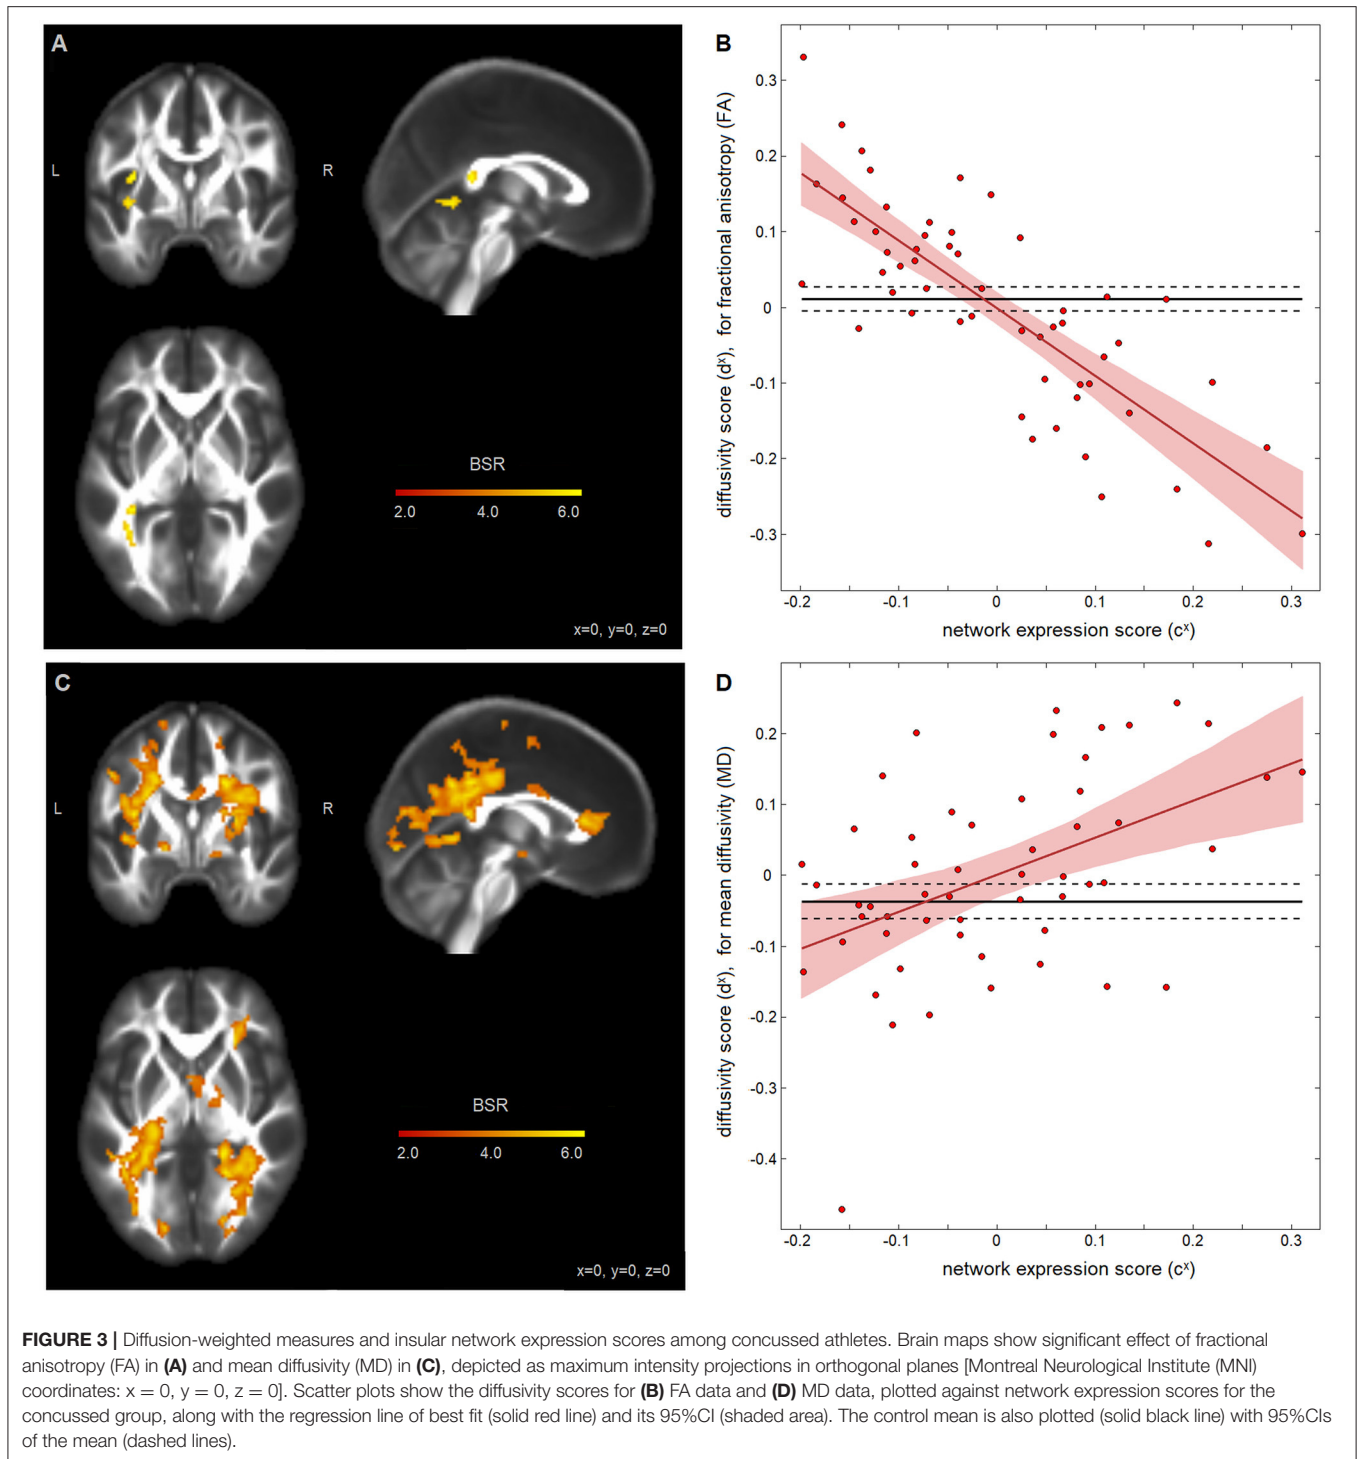 A
L
R
BSR
2.0 4.0 6.0
x=0, y=0, z=0
B
diffusivity score (dˣ), for fractional anisotropy (FA)
0.3
0.2
0.1
0
-0.1
-0.2
-0.3
-0.2 -0.1 0 0.1 0.2 0.3
network expression score (cˣ)
C
L
R
BSR
2.0 4.0 6.0
x=0, y=0, z=0
D
diffusivity score (dˣ), for mean diffusivity (MD)
0.2
0.1
0
-0.1
-0.2
-0.3
-0.4
-0.2 -0.1 0 0.1 0.2 0.3
network expression score (cˣ)
FIGURE 3 | Diffusion-weighted measures and insular network expression scores among concussed athletes. Brain maps show significant effect of fractional
anisotropy (FA) in (A) and mean diffusivity (MD) in (C), depicted as maximum intensity projections in orthogonal planes [Montreal Neurological Institute (MNI)
coordinates: x = 0, y = 0, z = 0]. Scatter plots show the diffusivity scores for (B) FA data and (D) MD data, plotted against network expression scores for the
concussed group, along with the regression line of best fit (solid red line) and its 95%CI (shaded area). The control mean is also plotted (solid black line) with 95%CIs
of the mean (dashed lines).